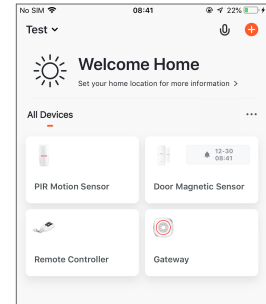 No SIM 08:41 22%
Test
Welcome Home
Set your home location for more information >
All Devices
12-30
08:41
PIR Motion Sensor
Door Magnetic Sensor
Remote Controller
Gateway